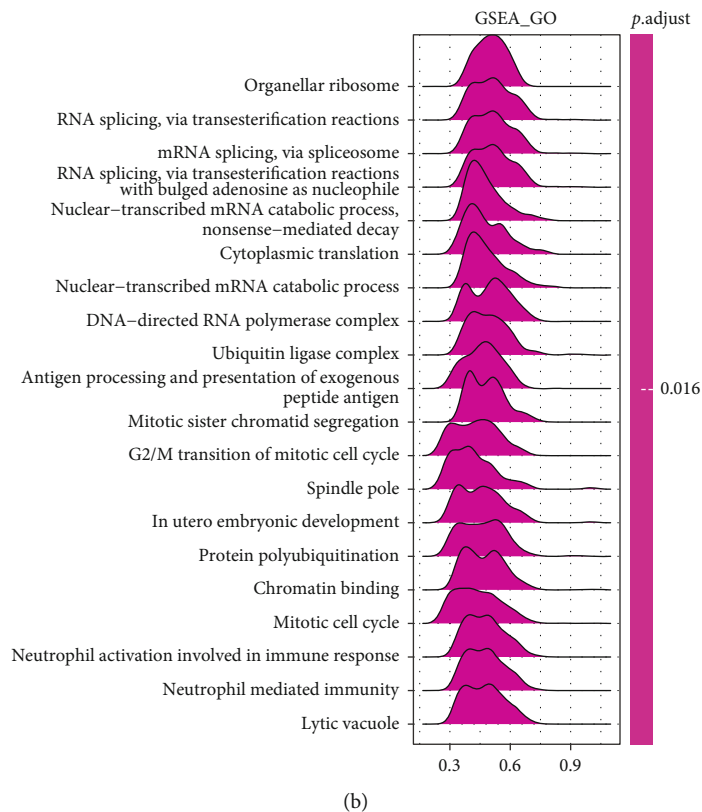 GSEA_GO
p.adjust
Organellar ribosome
RNA splicing, via transesterification reactions
mRNA splicing, via spliceosome
RNA splicing, via transesterification reactions
with bulged adenosine as nucleophile
Nuclear−transcribed mRNA catabolic process,
nonsense−mediated decay
Cytoplasmic translation
Nuclear−transcribed mRNA catabolic process
DNA−directed RNA polymerase complex
Ubiquitin ligase complex
Antigen processing and presentation of exogenous
peptide antigen
0.016
Mitotic sister chromatid segregation
G2/M transition of mitotic cell cycle
Spindle pole
In utero embryonic development
Protein polyubiquitination
Chromatin binding
Mitotic cell cycle
Neutrophil activation involved in immune response
Neutrophil mediated immunity
Lytic vacuole
0.3 0.6 0.9
(b)